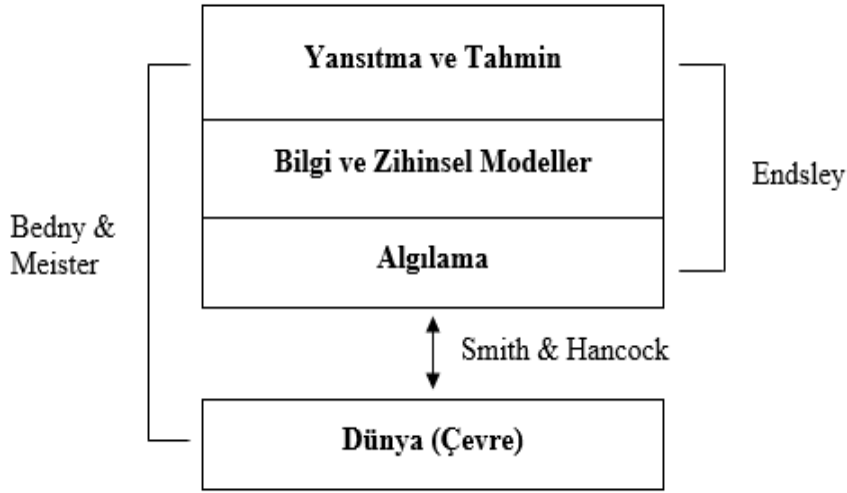 Yansıtma ve Tahmin
Bilgi ve Zihinsel Modeller
Endsley
Bedny &
Meister
Algılama
Smith & Hancock
Dünya (Çevre)